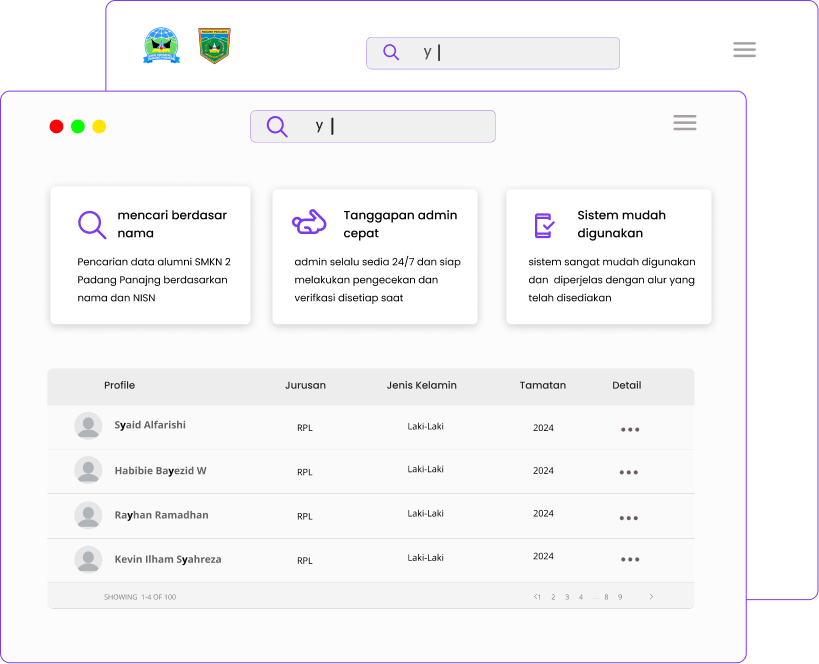 y
y
mencari berdasar
nama
Pencarian data alumni SMKN 2
Padang Panajng berdasarkan
nama dan NISN
Tanggapan admin
cepat
admin selalu sedia 24/7 dan siap
melakukan pengecekan dan
verifkasi disetiap saat
Sistem mudah
digunakan
sistem sangat mudah digunakan
dan diperjelas dengan alur yang
telah disediakan
Profile Jurusan Jenis Kelamin Tamatan Detail
Syaid Alfarishi RPL Laki-Laki 2024
Habibie Bayezid W RPL Laki-Laki 2024
Rayhan Ramadhan RPL Laki-Laki 2024
Kevin Ilham Syahreza RPL Laki-Laki 2024
SHOWING 1-4 OF 100 <1 2 3 4 ... 8 9 >